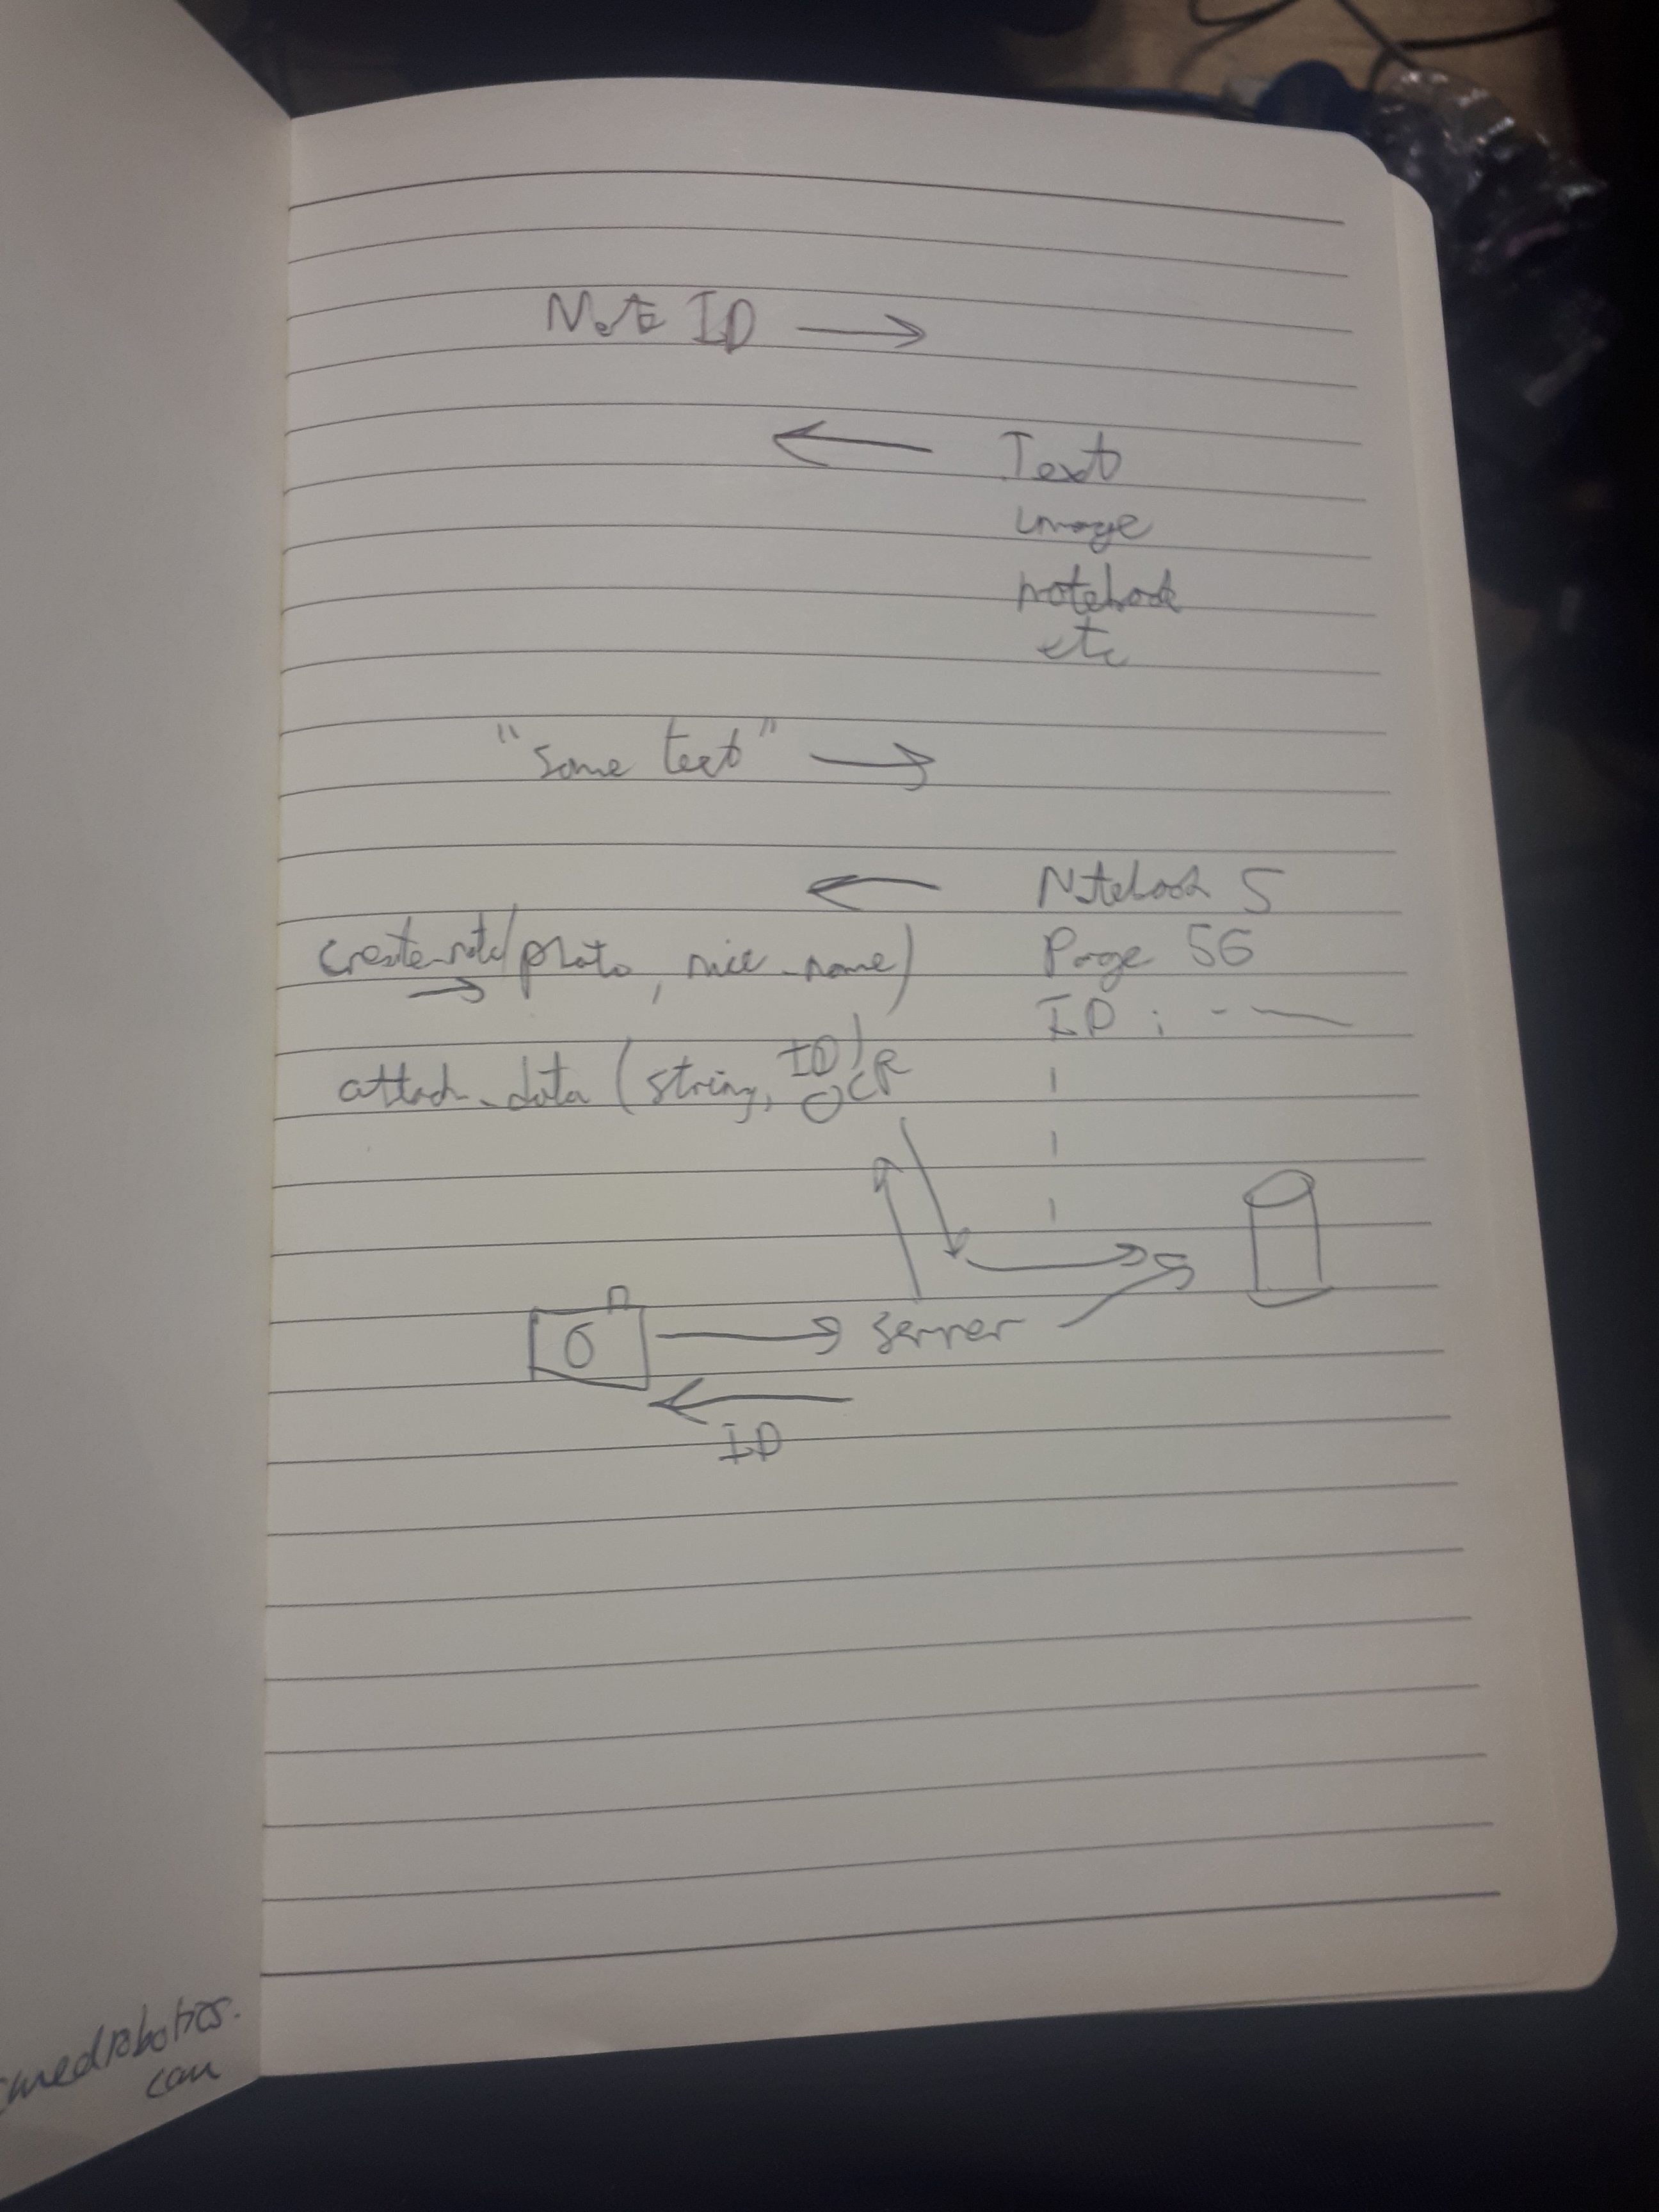 Note ID
Text
image
notebook
etc
"some text"
Notebook 5
create_note(photo, nice_name)
Page 56
ID : - —
attach_data (string, ID)
OCR
server
ID
medrobotics.
com